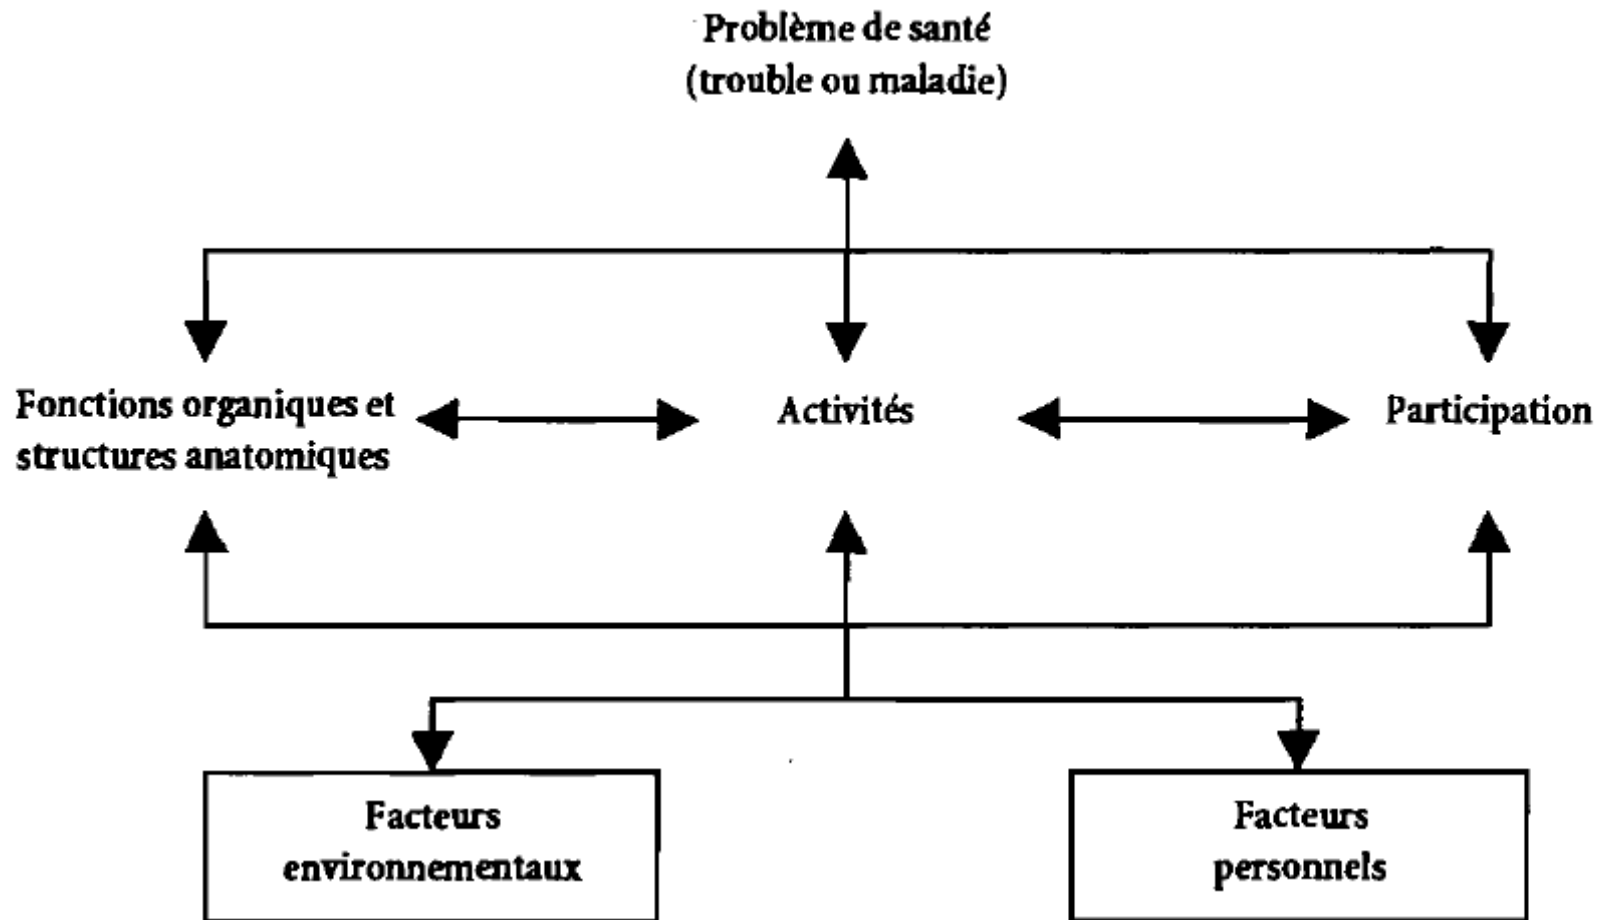 Problème de santé
(trouble ou maladie)
Fonctions organiques et
structures anatomiques
Activités
Participation
Facteurs
environnementaux
Facteurs
personnels